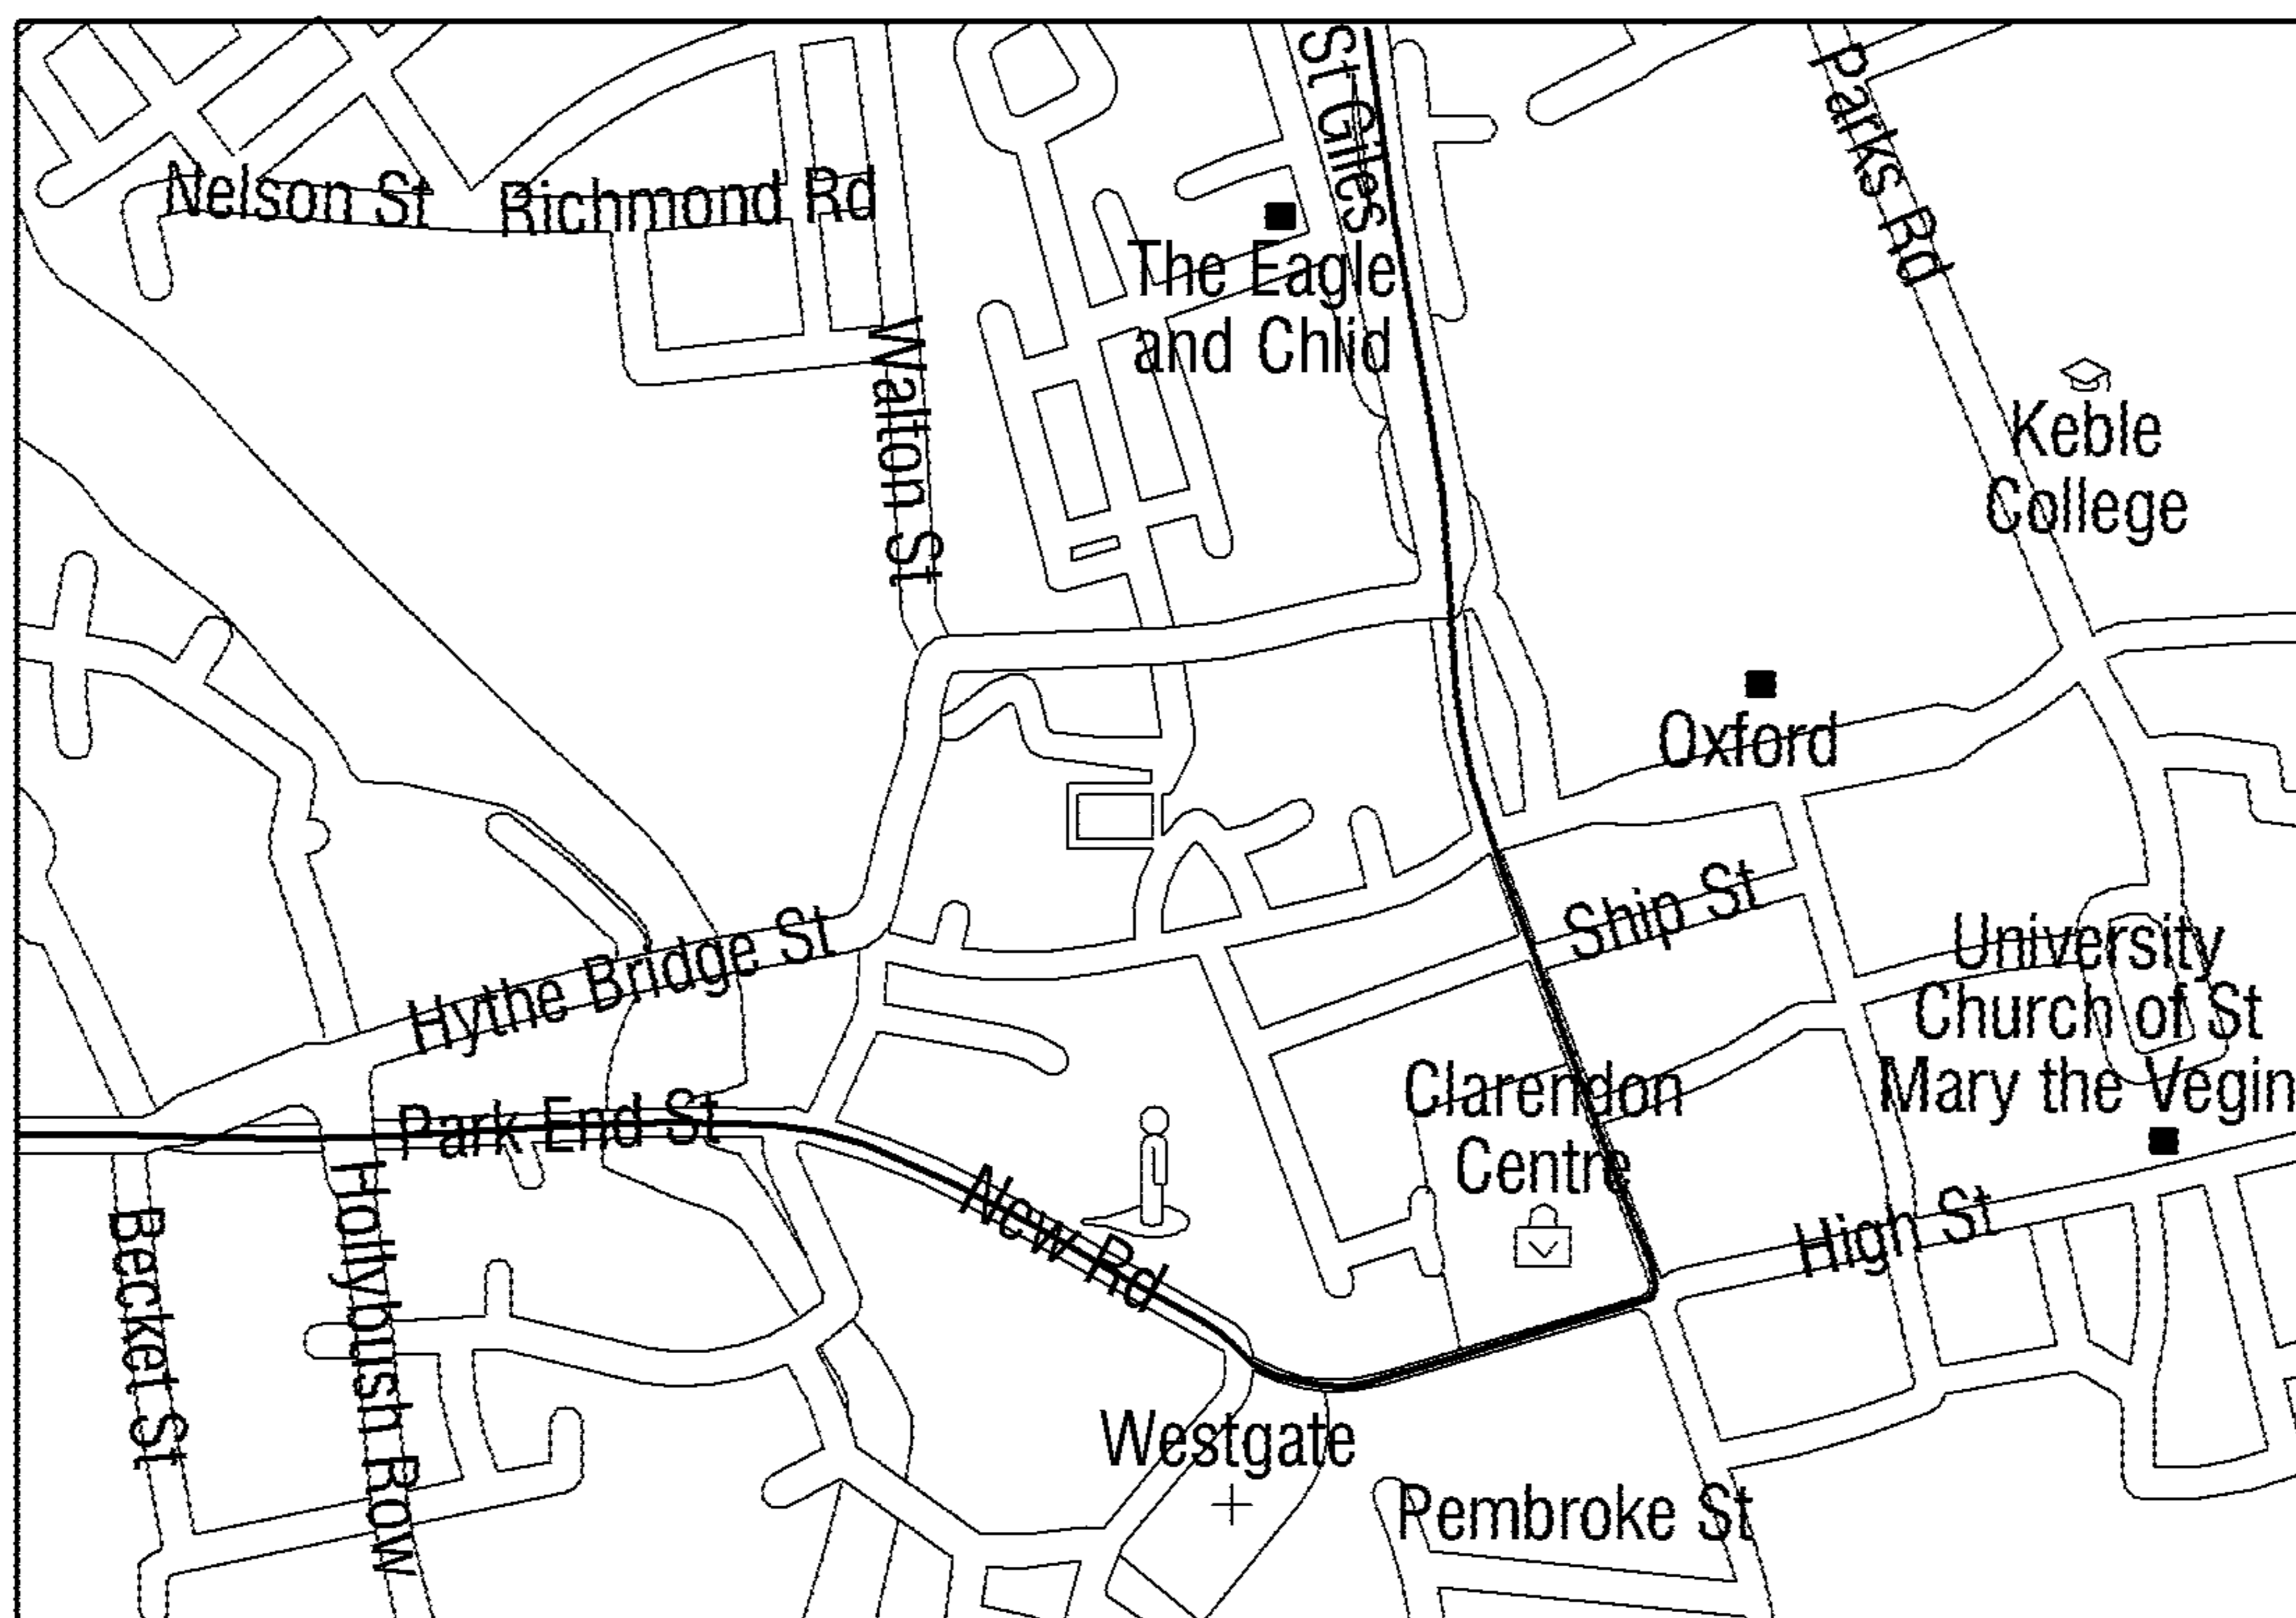 St Giles
Parks Rd
Nelson St
Richmond Rd
The Eagle
and Chlid
Walton St
Keble
College
Oxford
Ship St
Hythe Bridge St
University
Church of St
Mary the Vegin
Clarendon
Centre
Park End St
New Rd
High St
Becket St
Hollybush Row
Westgate
Pembroke St